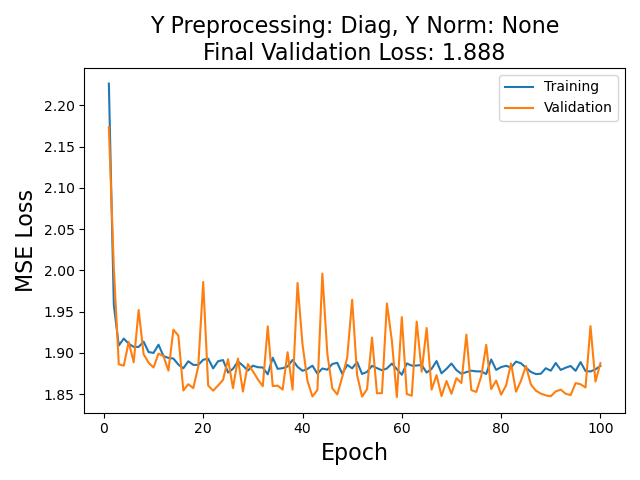 Y Preprocessing: Diag, Y Norm: None
Final Validation Loss: 1.888
Training
Validation
MSE Loss
2.20
2.15
2.10
2.05
2.00
1.95
1.90
1.85
0
20
40
60
80
100
Epoch